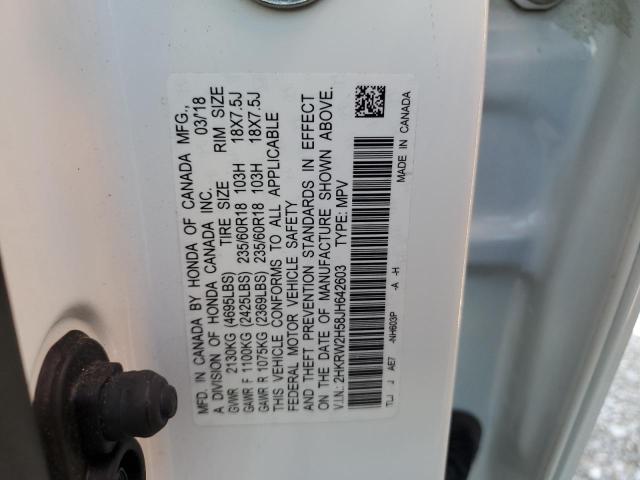 MFD. IN CANADA BY HONDA OF CANADA MFG.,
A DIVISION OF HONDA CANADA INC. 03/18
GVWR 2130KG (4695LBS) TIRE SIZE RIM SIZE
GAWR F 1100KG (2425LBS) 235/60R18 103H 18X7.5J
GAWR R 1075KG (2369LBS) 235/60R18 103H 18X7.5J
THIS VEHICLE CONFORMS TO ALL APPLICABLE
FEDERAL MOTOR VEHICLE SAFETY
AND THEFT PREVENTION STANDARDS IN EFFECT
ON THE DATE OF MANUFACTURE SHOWN ABOVE.
V.I.N.: 2HKRW2H58JH642603 TYPE: MPV
TLJ J AE7 -NH603P -A -H MADE IN CANADA